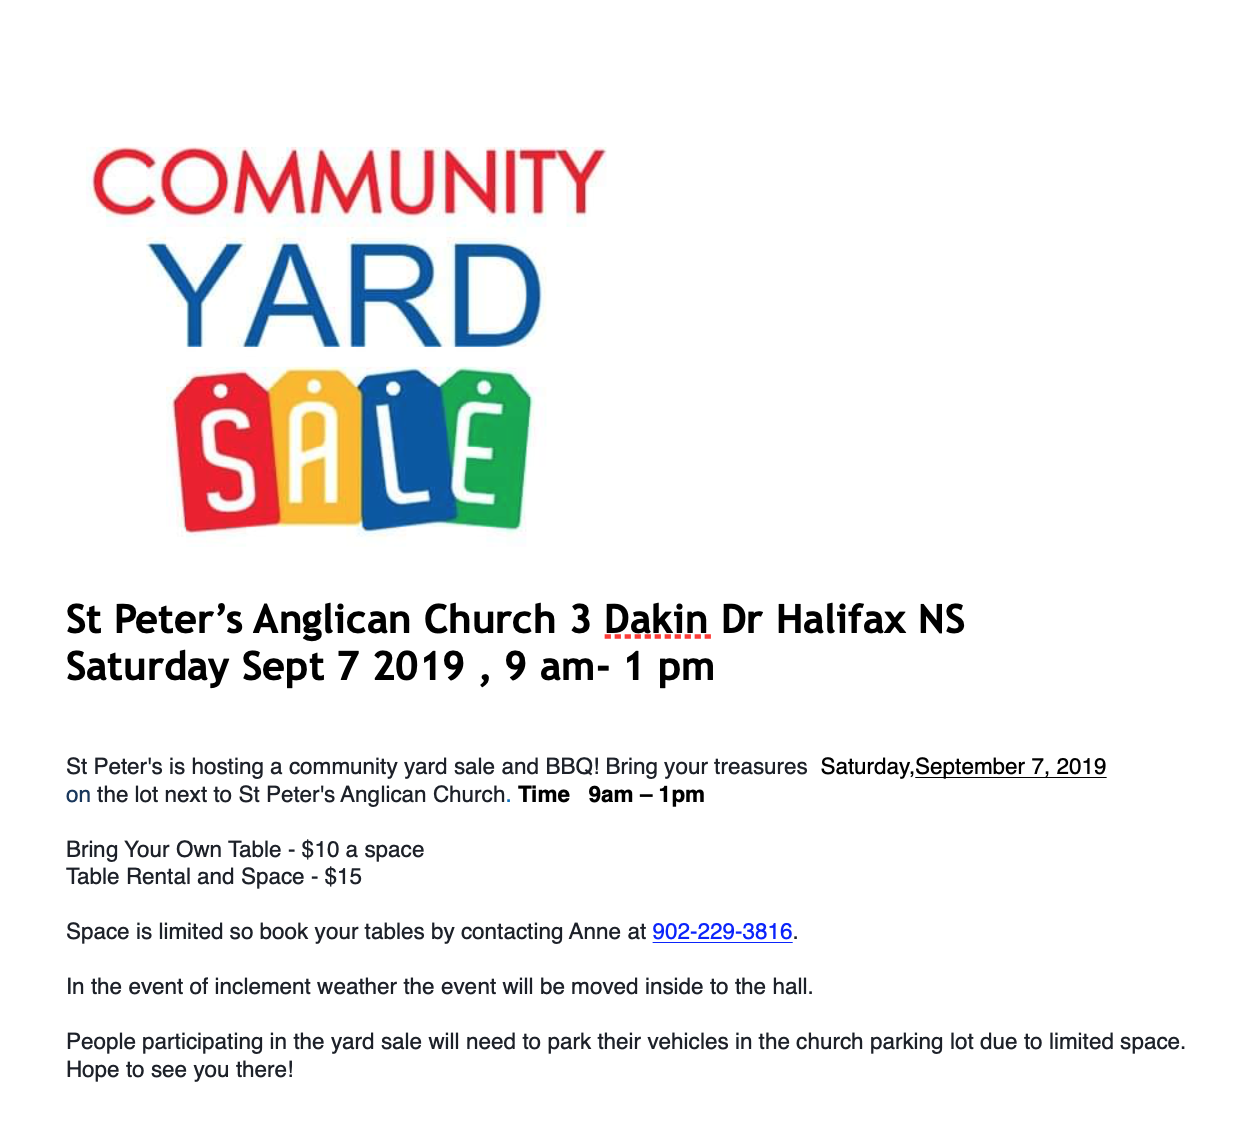 COMMUNITY
YARD
SALE
St Peter’s Anglican Church 3 Dakin Dr Halifax NS
Saturday Sept 7 2019 , 9 am- 1 pm
St Peter's is hosting a community yard sale and BBQ! Bring your treasures  Saturday,September 7, 2019
on the lot next to St Peter's Anglican Church. Time   9am – 1pm
Bring Your Own Table - $10 a space
Table Rental and Space - $15
Space is limited so book your tables by contacting Anne at 902-229-3816.
In the event of inclement weather the event will be moved inside to the hall.
People participating in the yard sale will need to park their vehicles in the church parking lot due to limited space.
Hope to see you there!